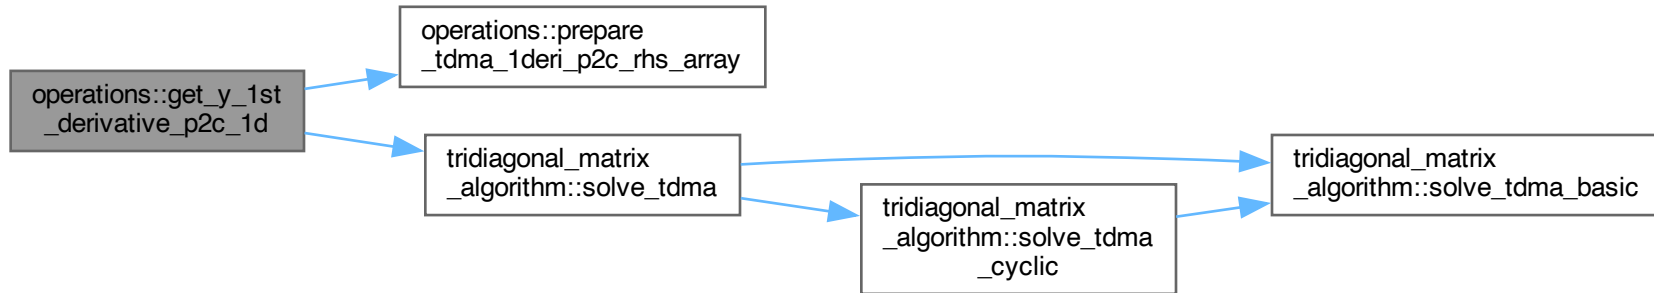 operations::get_y_1st
_derivative_p2c_1d
operations::prepare
_tdma_1deri_p2c_rhs_array
tridiagonal_matrix
_algorithm::solve_tdma
tridiagonal_matrix
_algorithm::solve_tdma
_cyclic
tridiagonal_matrix
_algorithm::solve_tdma_basic